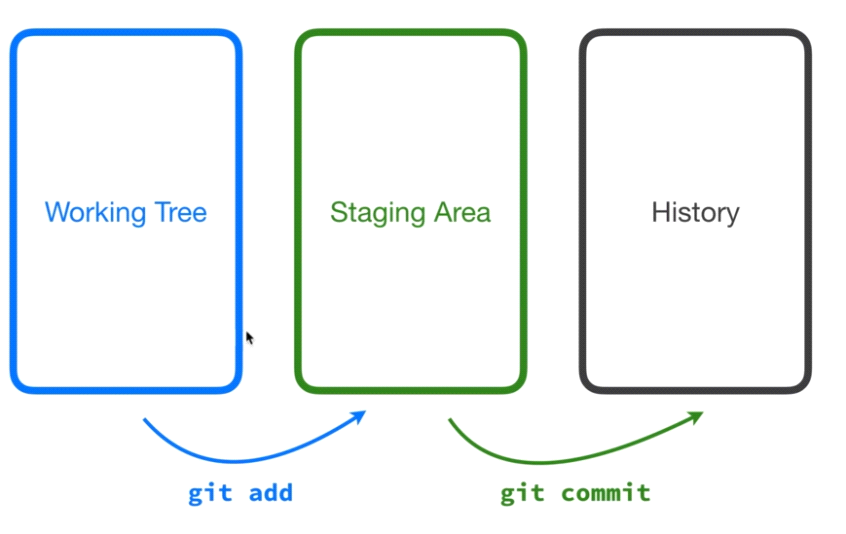 Working Tree
Staging Area
History
git add
git commit